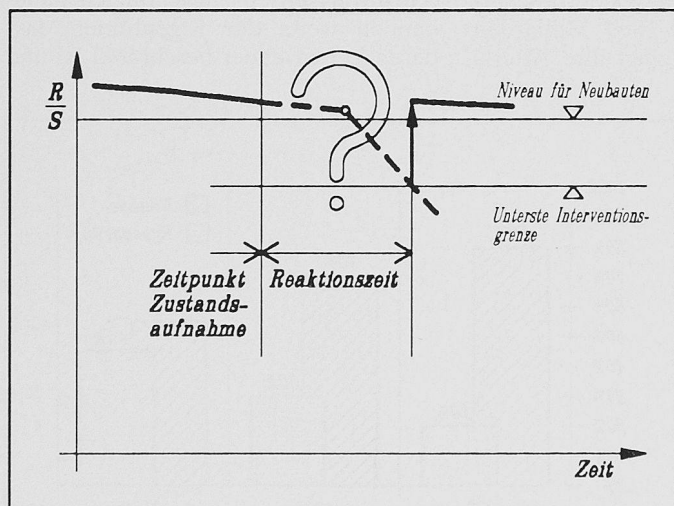 R
S
Niveau für Neubauten
Unterste Interventions-
grenze
Zeitpunkt
Zustands-
aufnahme
Reaktionszeit
?
Zeit